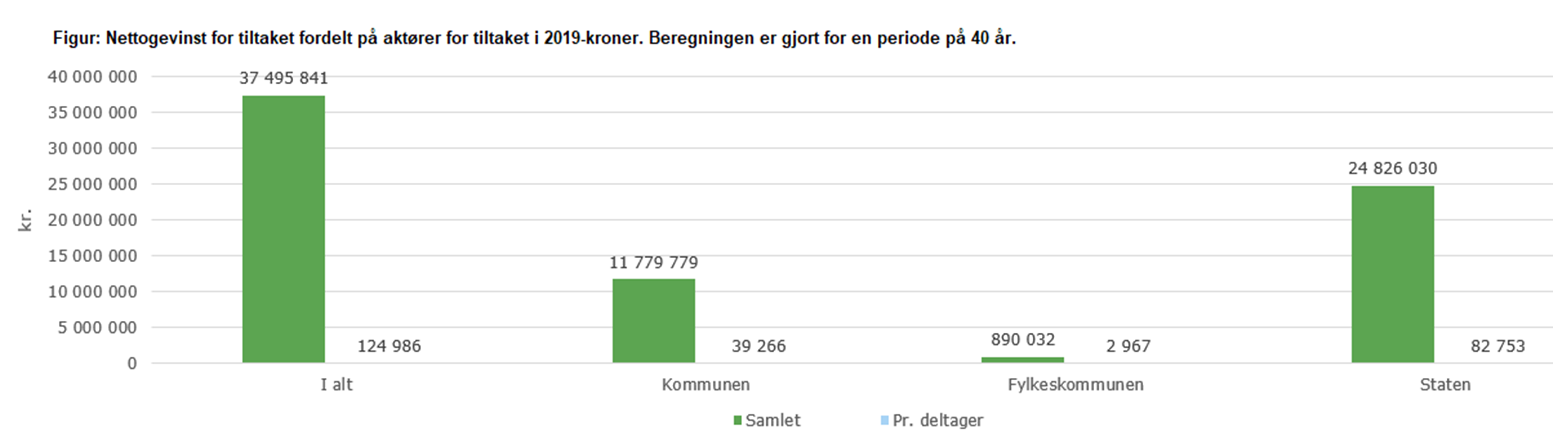 Figur: Nettogevinst for tiltaket fordelt på aktører for tiltaket i 2019-kroner. Beregningen er gjort for en periode på 40 år.
40 000 000
35 000 000
30 000 000
25 000 000
20 000 000
15 000 000
10 000 000
5 000 000
0
kr.
37 495 841
124 986
11 779 779
39 266
890 032
2 967
24 826 030
82 753
I alt
Kommunen
Fylkeskommunen
Staten
Samlet
Pr. deltager